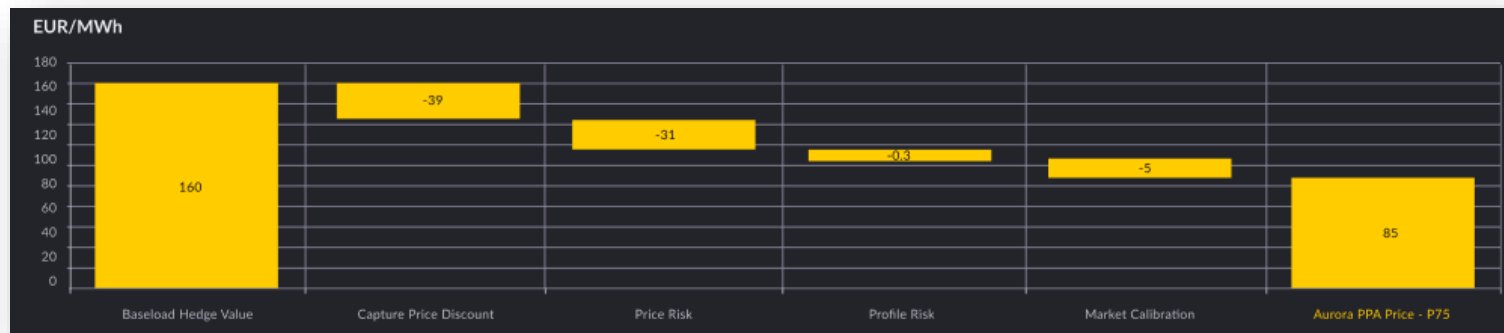 EUR/MWh
180
160
140
120
100
80
60
40
20
0
160
-39
-31
-0.3
-5
85
Baseload Hedge Value
Capture Price Discount
Price Risk
Profile Risk
Market Calibration
Aurora PPA Price - P75